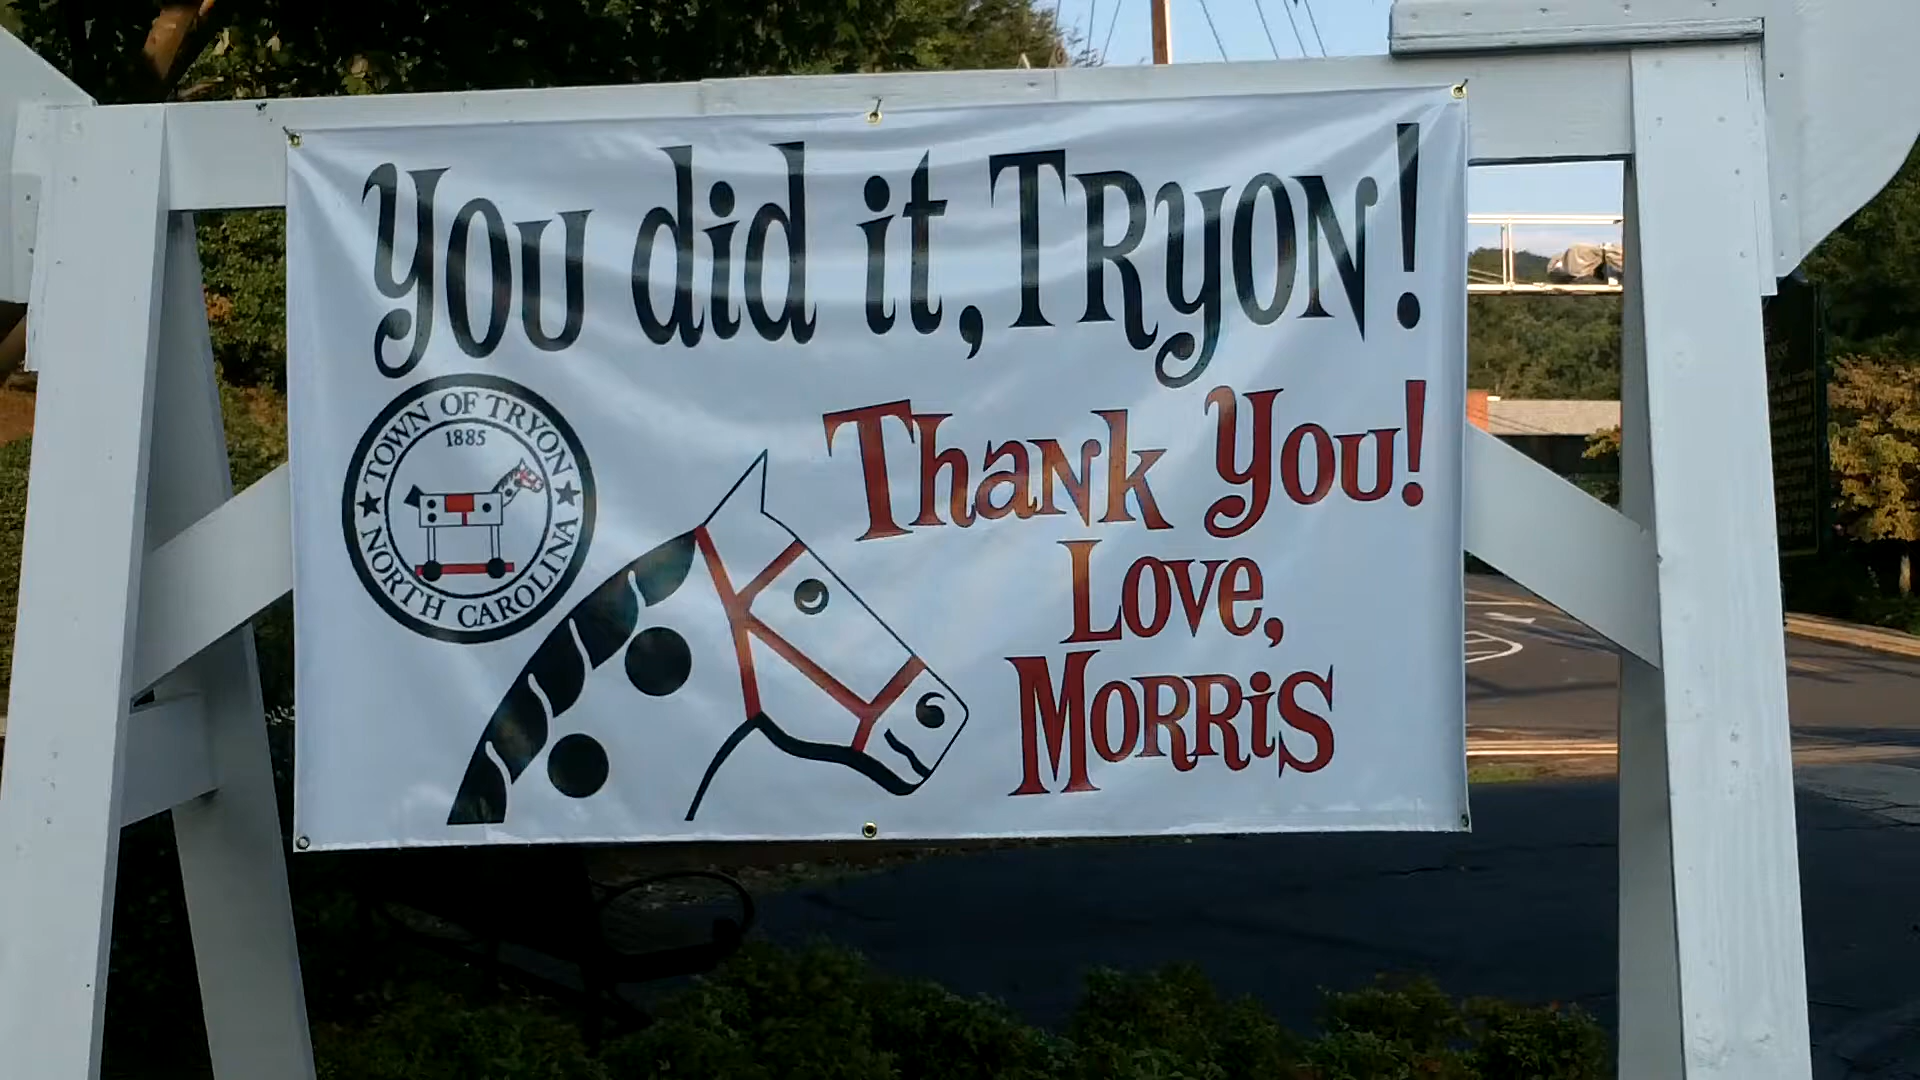 You did it, TRyON!
TOWN OF TRYON
1885
NORTH CAROLINA
Thank You!
Love,
MORRiS